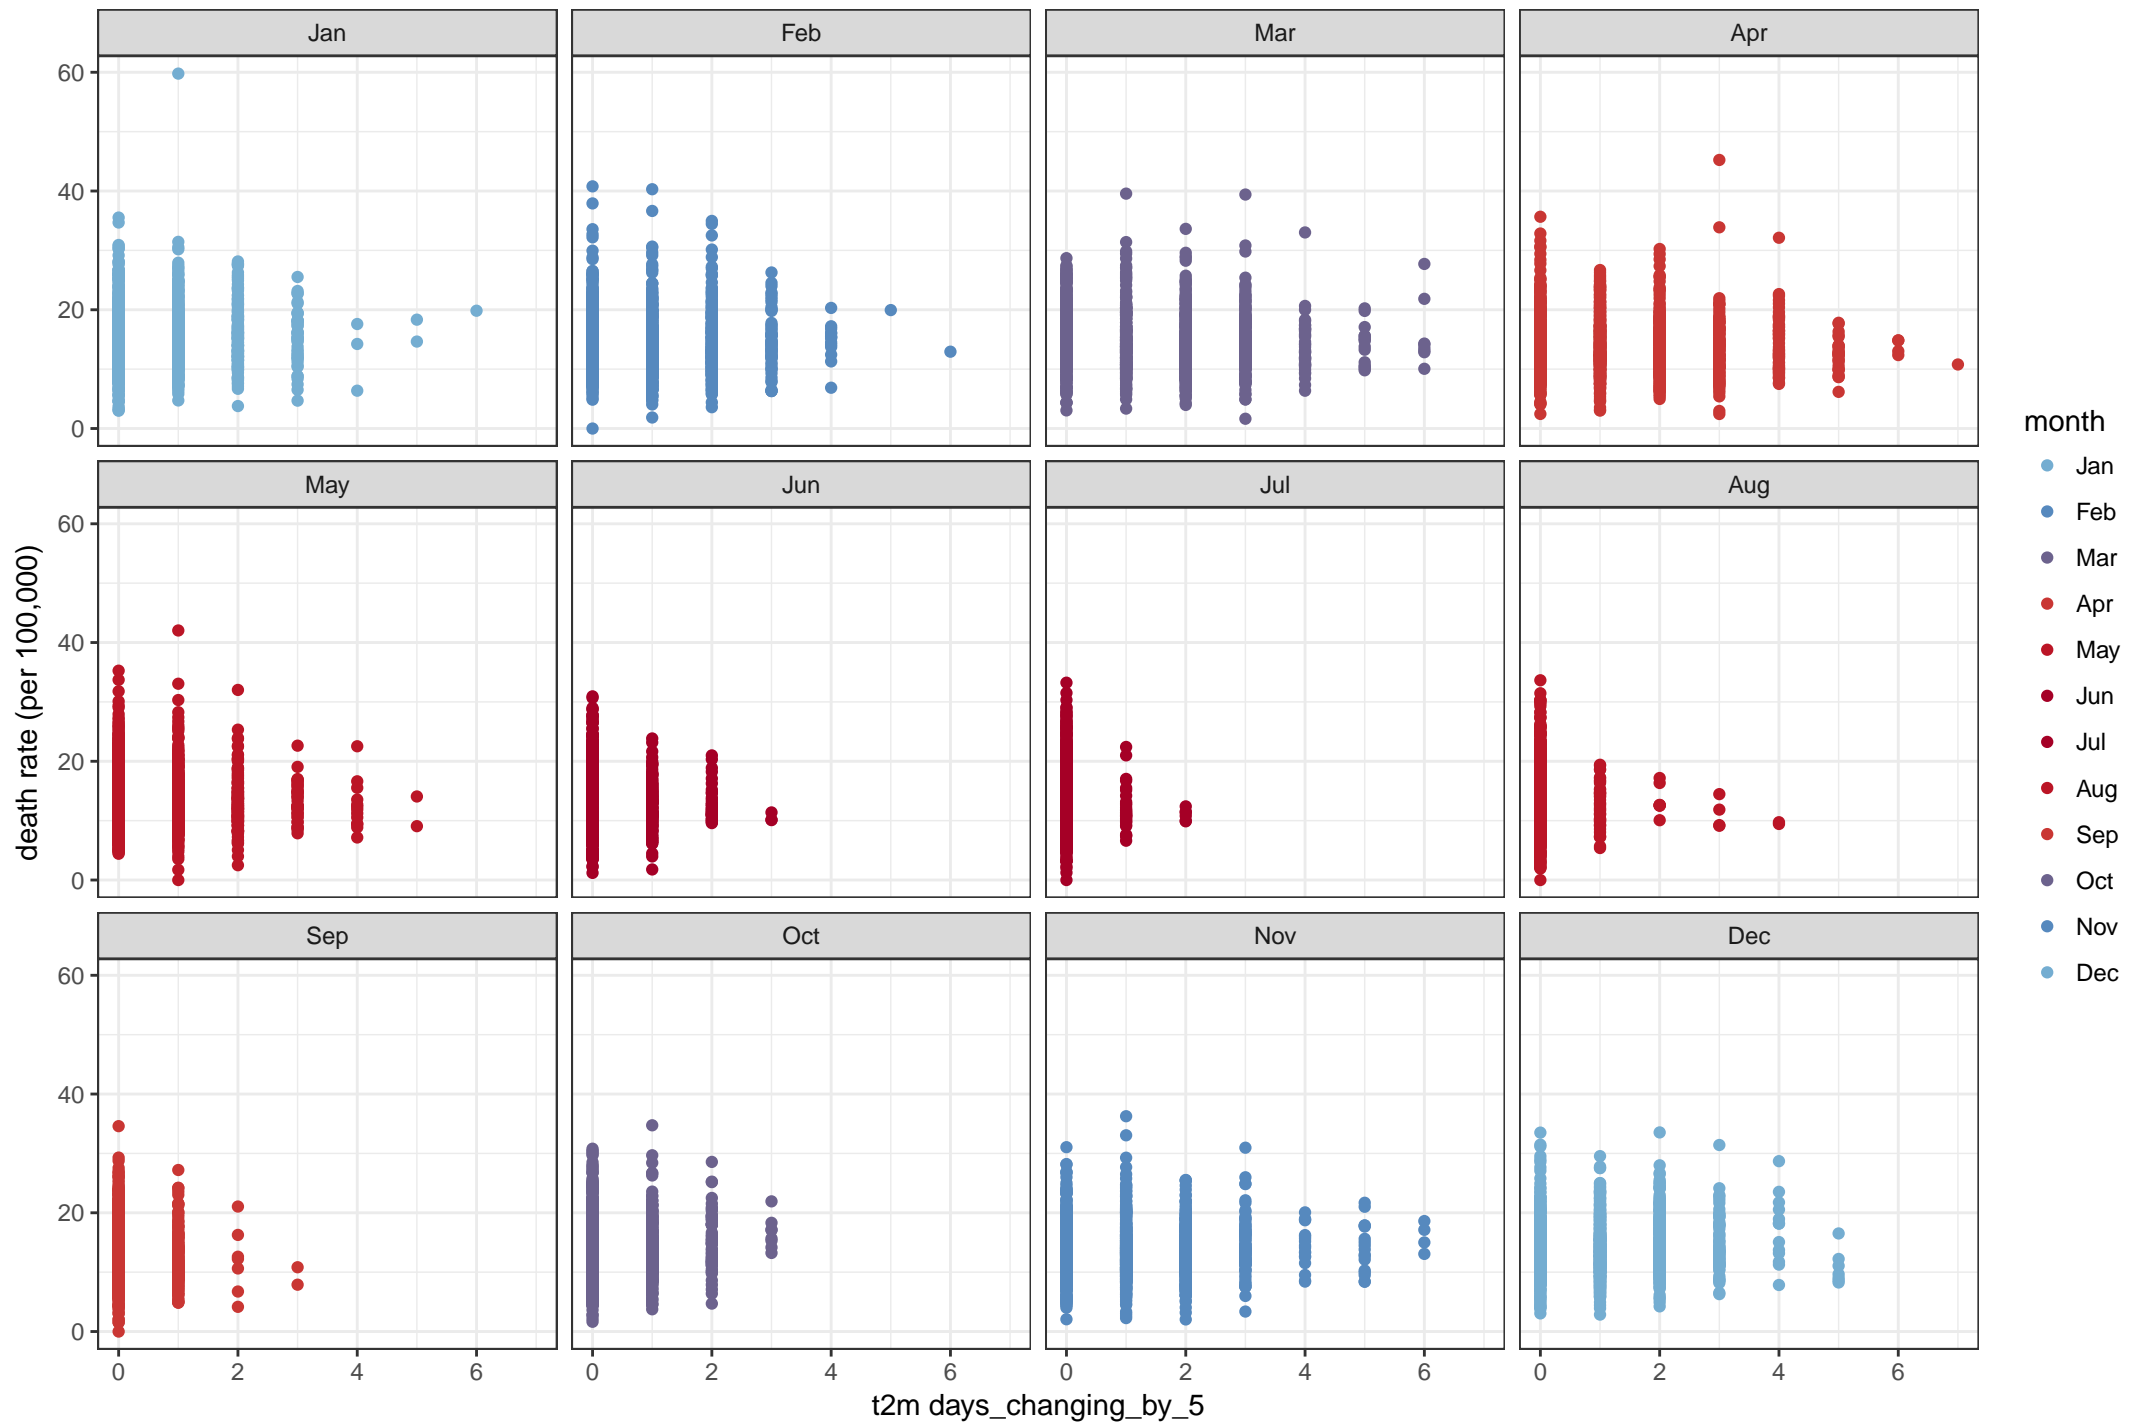 Jan Feb Mar Apr
60
40
20
0
May Jun Jul Aug
60
40
20
0
Sep Oct Nov Dec
60
40
20
0
0 2 4 6 0 2 4 6 0 2 4 6 0 2 4 6
t2m days_changing_by_5
death rate (per 100,000)
month
Jan
Feb
Mar
Apr
May
Jun
Jul
Aug
Sep
Oct
Nov
Dec